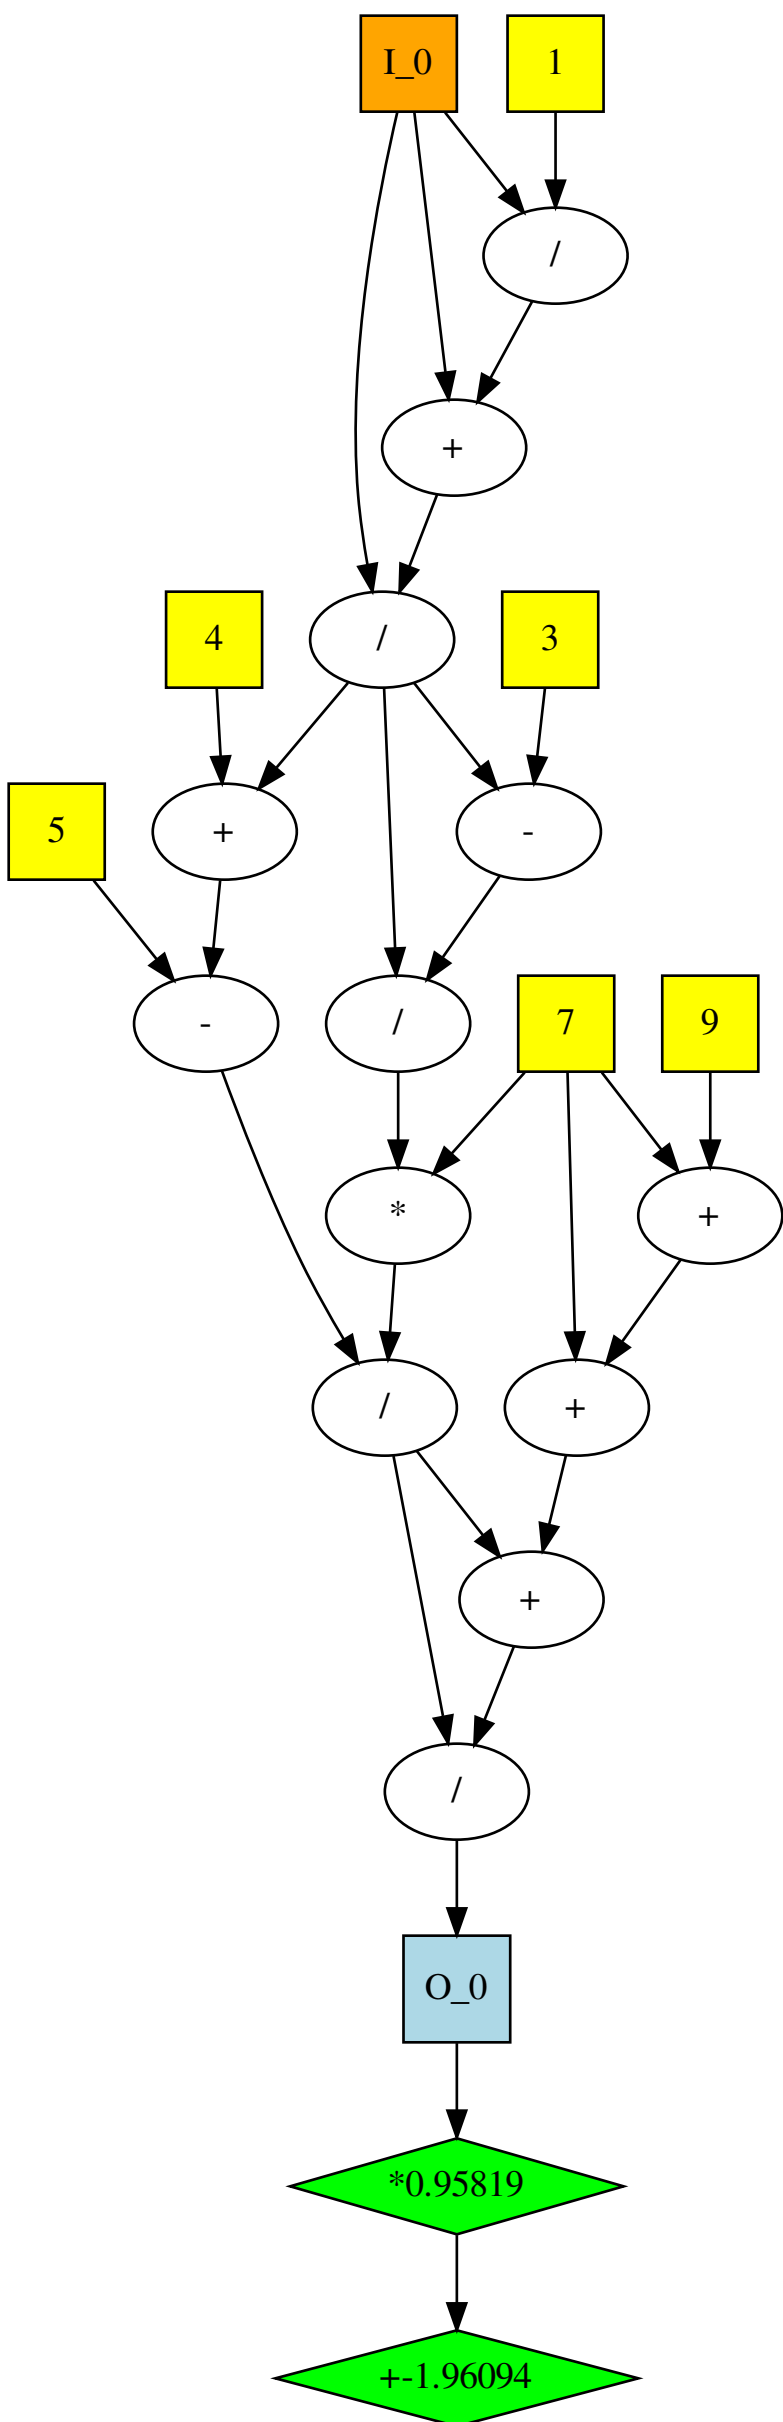 I_0 1
/
+
4 / 3
5 + -
- / 7 9
* +
/ +
+
/
O_0
*0.95819
+-1.96094